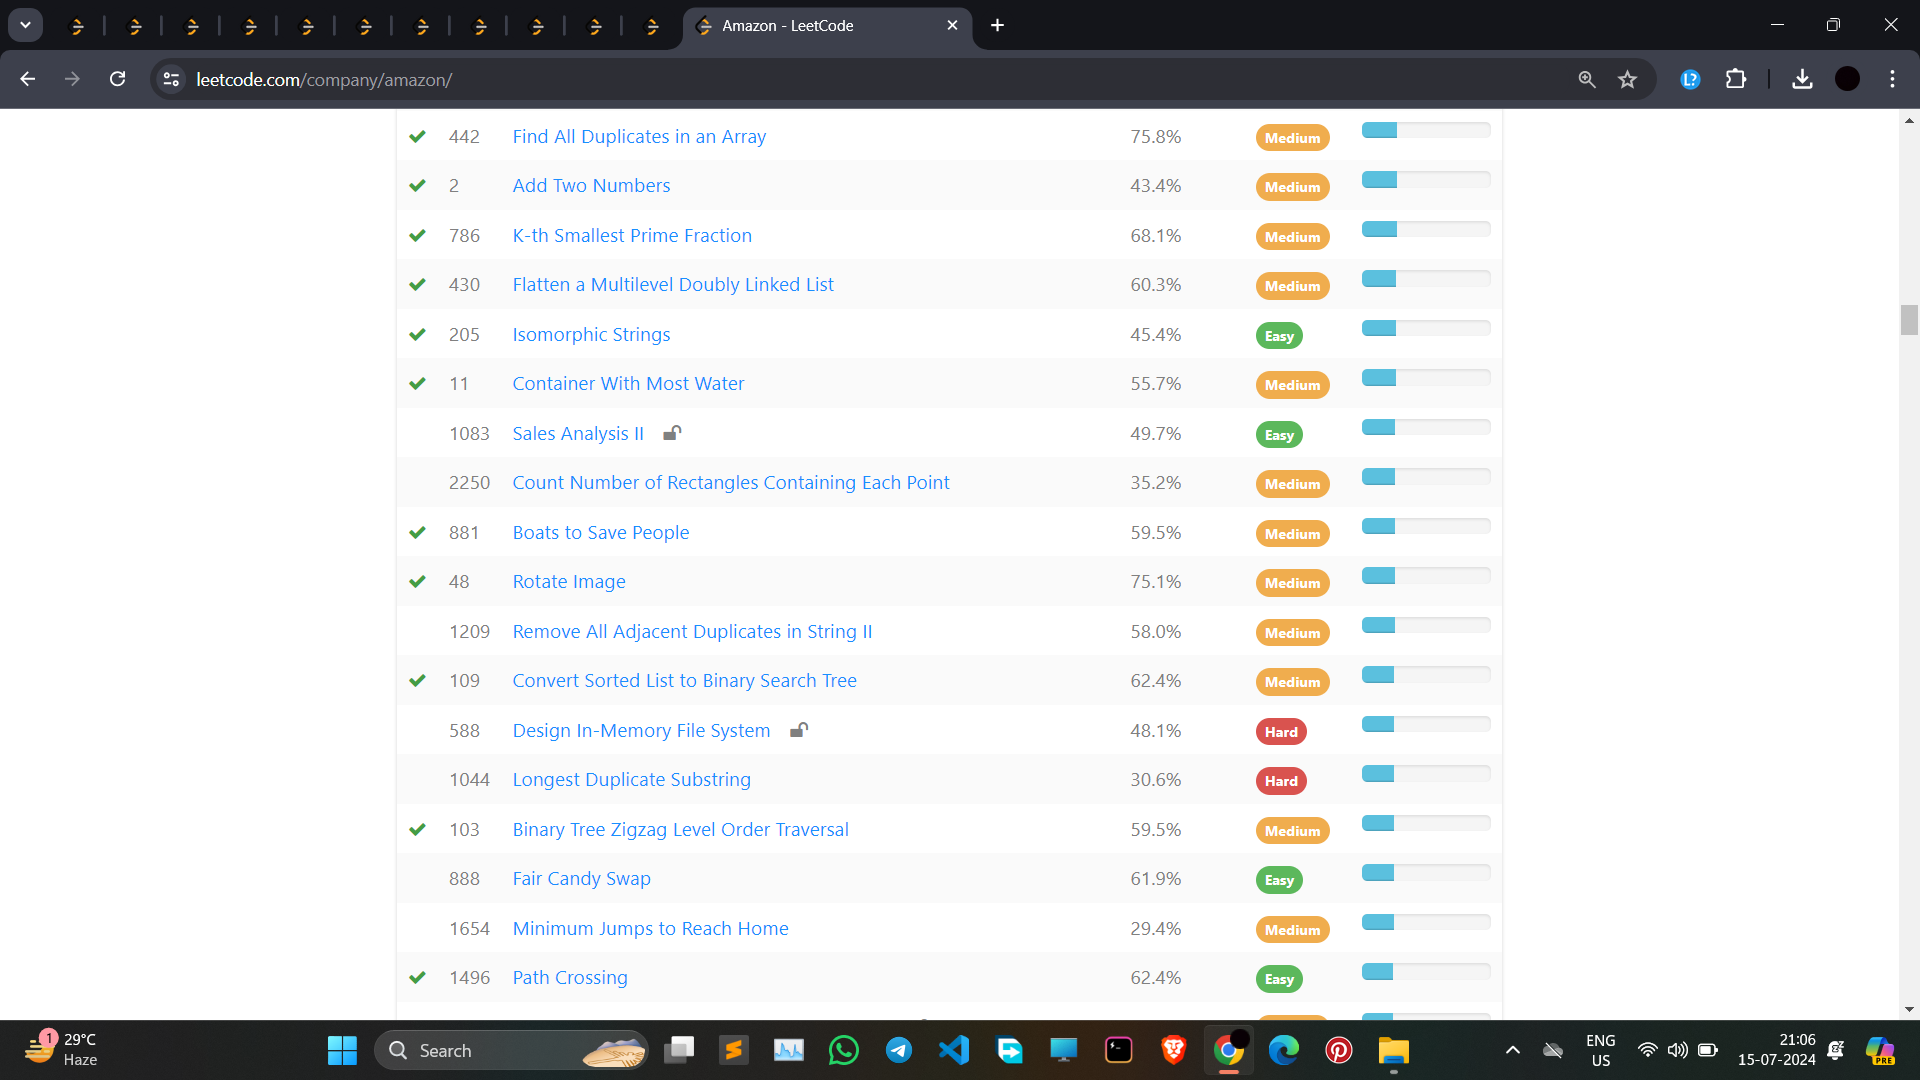 Amazon - LeetCode
leetcode.com/company/amazon/
L?
442 Find All Duplicates in an Array 75.8% Medium
2 Add Two Numbers 43.4% Medium
786 K-th Smallest Prime Fraction 68.1% Medium
430 Flatten a Multilevel Doubly Linked List 60.3% Medium
205 Isomorphic Strings 45.4% Easy
11 Container With Most Water 55.7% Medium
1083 Sales Analysis II 49.7% Easy
2250 Count Number of Rectangles Containing Each Point 35.2% Medium
881 Boats to Save People 59.5% Medium
48 Rotate Image 75.1% Medium
1209 Remove All Adjacent Duplicates in String II 58.0% Medium
109 Convert Sorted List to Binary Search Tree 62.4% Medium
588 Design In-Memory File System 48.1% Hard
1044 Longest Duplicate Substring 30.6% Hard
103 Binary Tree Zigzag Level Order Traversal 59.5% Medium
888 Fair Candy Swap 61.9% Easy
1654 Minimum Jumps to Reach Home 29.4% Medium
1496 Path Crossing 62.4% Easy
1
29°C
Haze
Search
ENG
US
21:06
15-07-2024
PRE